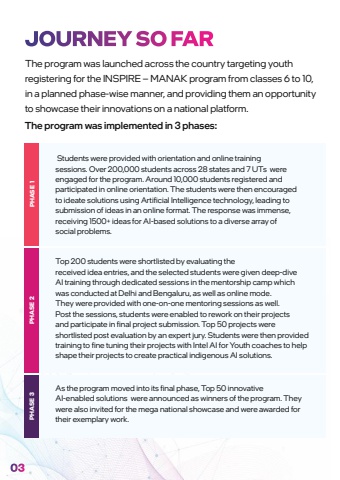 JOURNEY SO FAR
The program was launched across the country targeting youth
registering for the INSPIRE – MANAK program from classes 6 to 10,
in a planned phase-wise manner, and providing them an opportunity
to showcase their innovations on a national platform.
The program was implemented in 3 phases:
PHASE 1
Students were provided with orientation and online training
sessions. Over 200,000 students across 28 states and 7 UTs were
engaged for the program. Around 10,000 students registered and
participated in online orientation. The students were then encouraged
to ideate solutions using Artificial Intelligence technology, leading to
submission of ideas in an online format. The response was immense,
receiving 1500+ ideas for AI-based solutions to a diverse array of
social problems.
PHASE 2
Top 200 students were shortlisted by evaluating the
received idea entries, and the selected students were given deep-dive
AI training through dedicated sessions in the mentorship camp which
was conducted at Delhi and Bengaluru, as well as online mode.
They were provided with one-on-one mentoring sessions as well.
Post the sessions, students were enabled to rework on their projects
and participate in final project submission. Top 50 projects were
shortlisted post evaluation by an expert jury. Students were then provided
training to fine tuning their projects with Intel AI for Youth coaches to help
shape their projects to create practical indigenous AI solutions.
PHASE 3
As the program moved into its final phase, Top 50 innovative
AI-enabled solutions were announced as winners of the program. They
were also invited for the mega national showcase and were awarded for
their exemplary work.
03